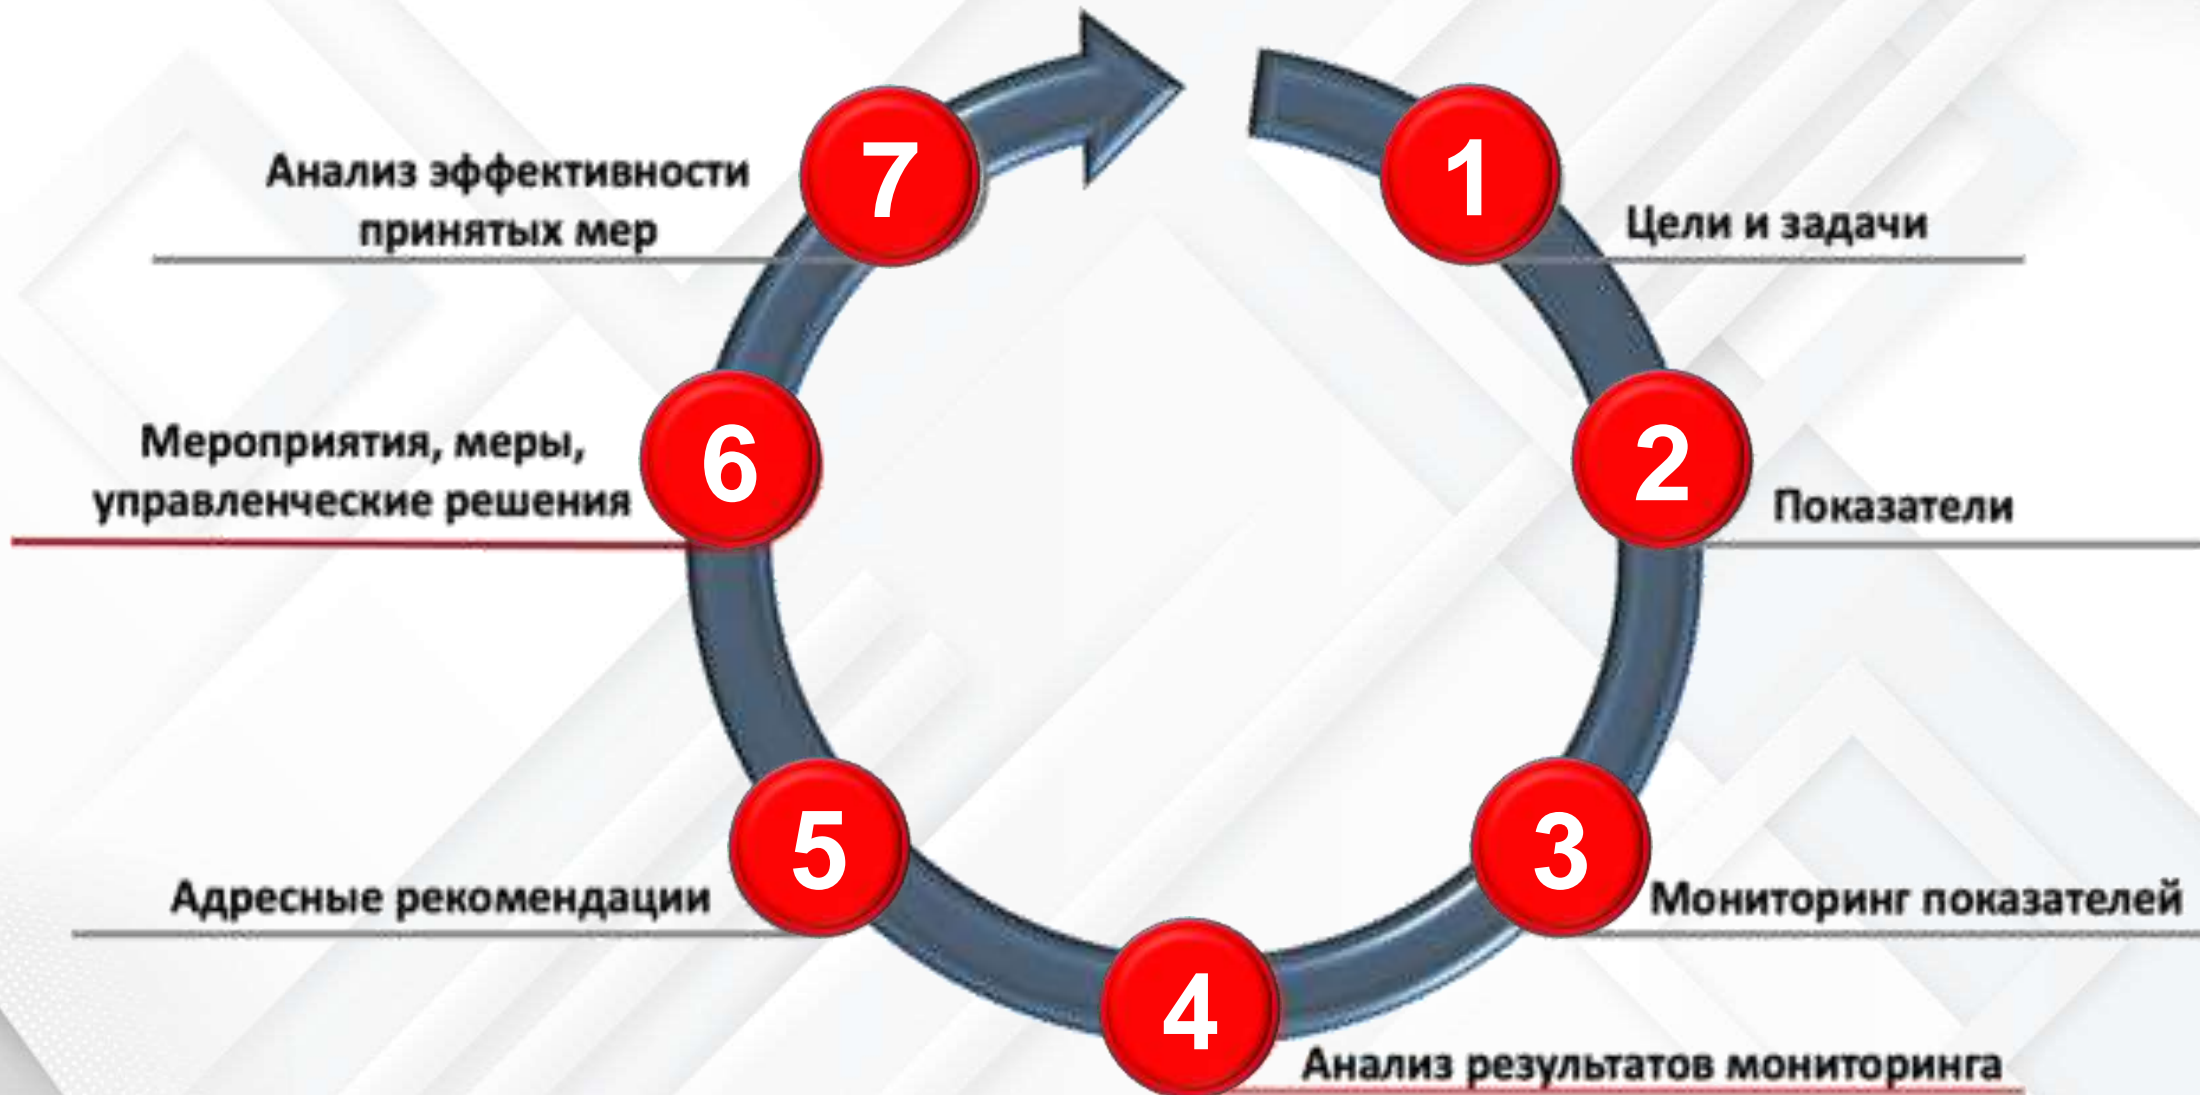 1
Цели и задачи
2
Показатели
3
Мониторинг показателей
4
Анализ результатов мониторинга
5
Адресные рекомендации
6
Мероприятия, меры,
управленческие решения
7
Анализ эффективности
принятых мер